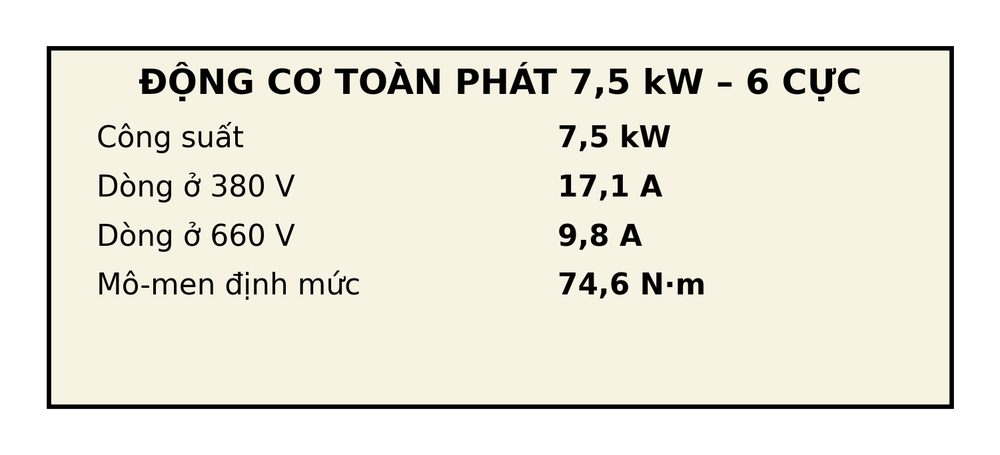 ĐỘNG CƠ TOÀN PHÁT 7,5 kW – 6 CỰC
Công suất 7,5 kW
Dòng ở 380 V 17,1 A
Dòng ở 660 V 9,8 A
Mô-men định mức 74,6 N·m